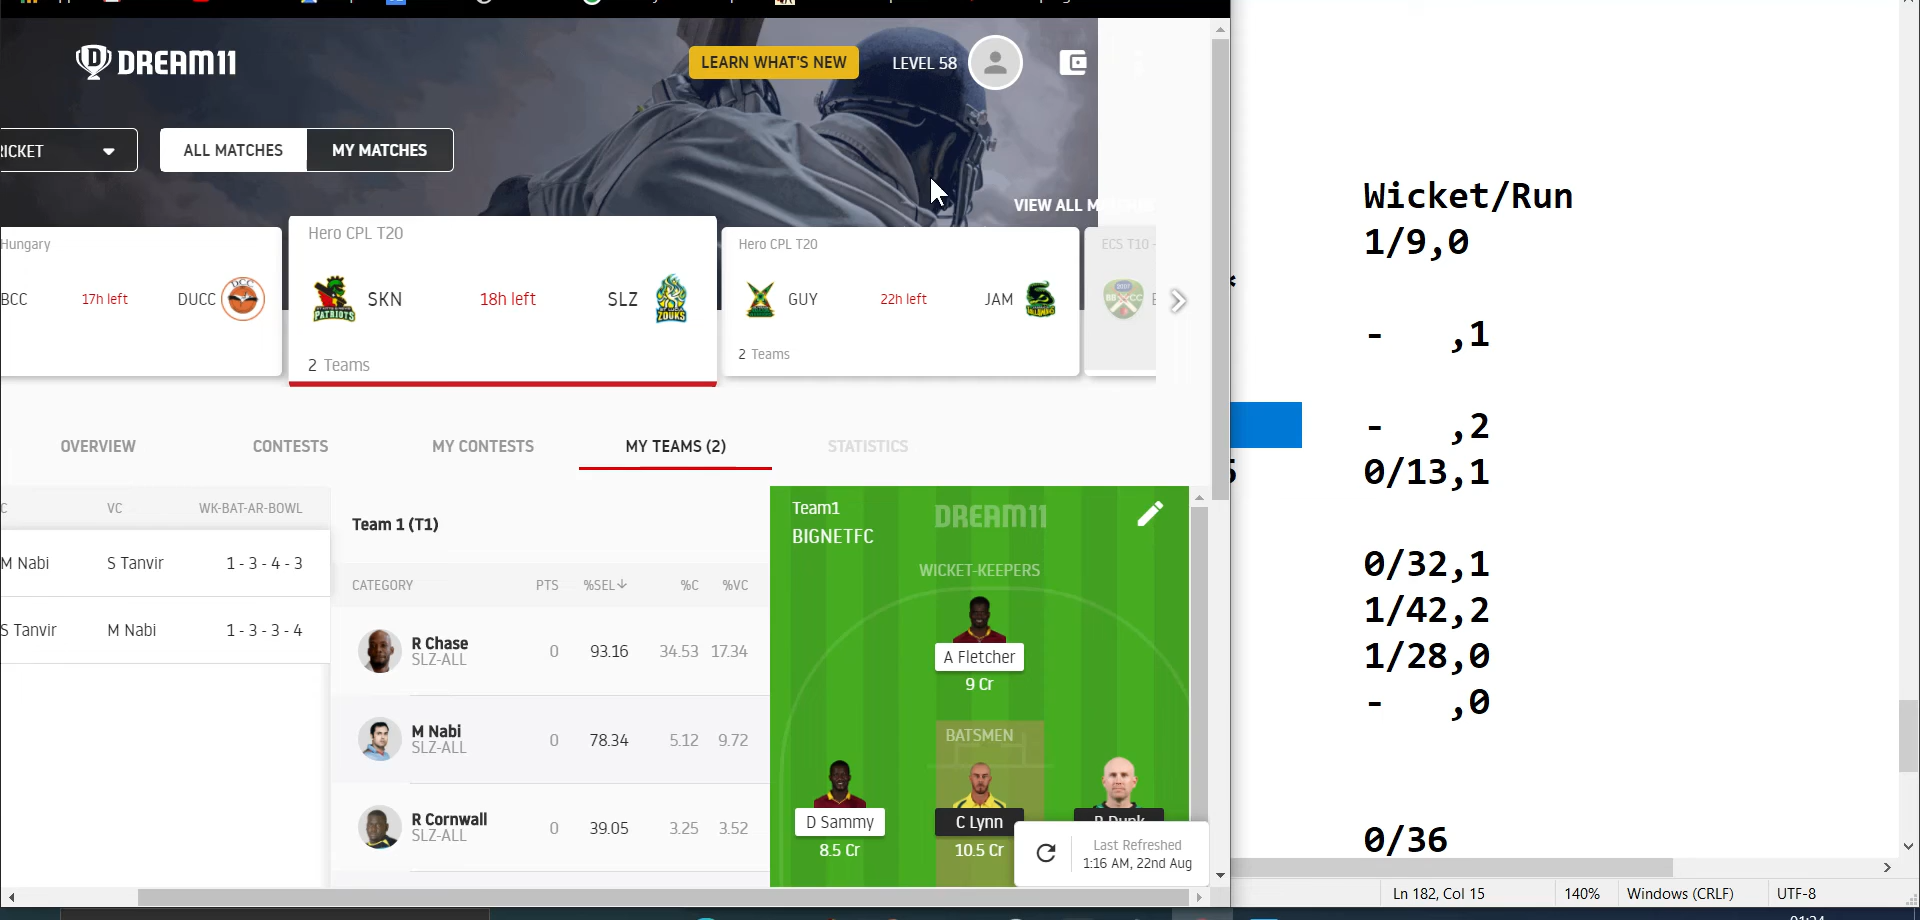 DREAM11
LEARN WHAT'S NEW
LEVEL 58
ALL MATCHES
MY MATCHES
VIEW ALL
Hungary
BCC
17h left
DUCC
Hero CPL T20
SKN
18h left
SLZ
PATRIOTS
ZOUKS
2 Teams
Hero CPL T20
GUY
22h left
JAM
2 Teams
ECS T10 -
OVERVIEW
CONTESTS
MY CONTESTS
MY TEAMS (2)
STATISTICS
C
VC
WK-BAT-AR-BOWL
M Nabi
S Tanvir
1 - 3 - 4 - 3
S Tanvir
M Nabi
1 - 3 - 3 - 4
Team 1 (T1)
CATEGORY
PTS
%SEL↓
%C
%VC
R Chase
SLZ-ALL
0
93.16
34.53
17.34
M Nabi
SLZ-ALL
0
78.34
5.12
9.72
R Cornwall
SLZ-ALL
0
39.05
3.25
3.52
Team1
BIGNETFC
DREAM11
WICKET-KEEPERS
A Fletcher
9 Cr
BATSMEN
D Sammy
8.5 Cr
C Lynn
10.5 Cr
Last Refreshed
1:16 AM, 22nd Aug
Wicket/Run
1/9,0
- ,1
- ,2
0/13,1
0/32,1
1/42,2
1/28,0
- ,0
0/36
Ln 182, Col 15
140%
Windows (CRLF)
UTF-8